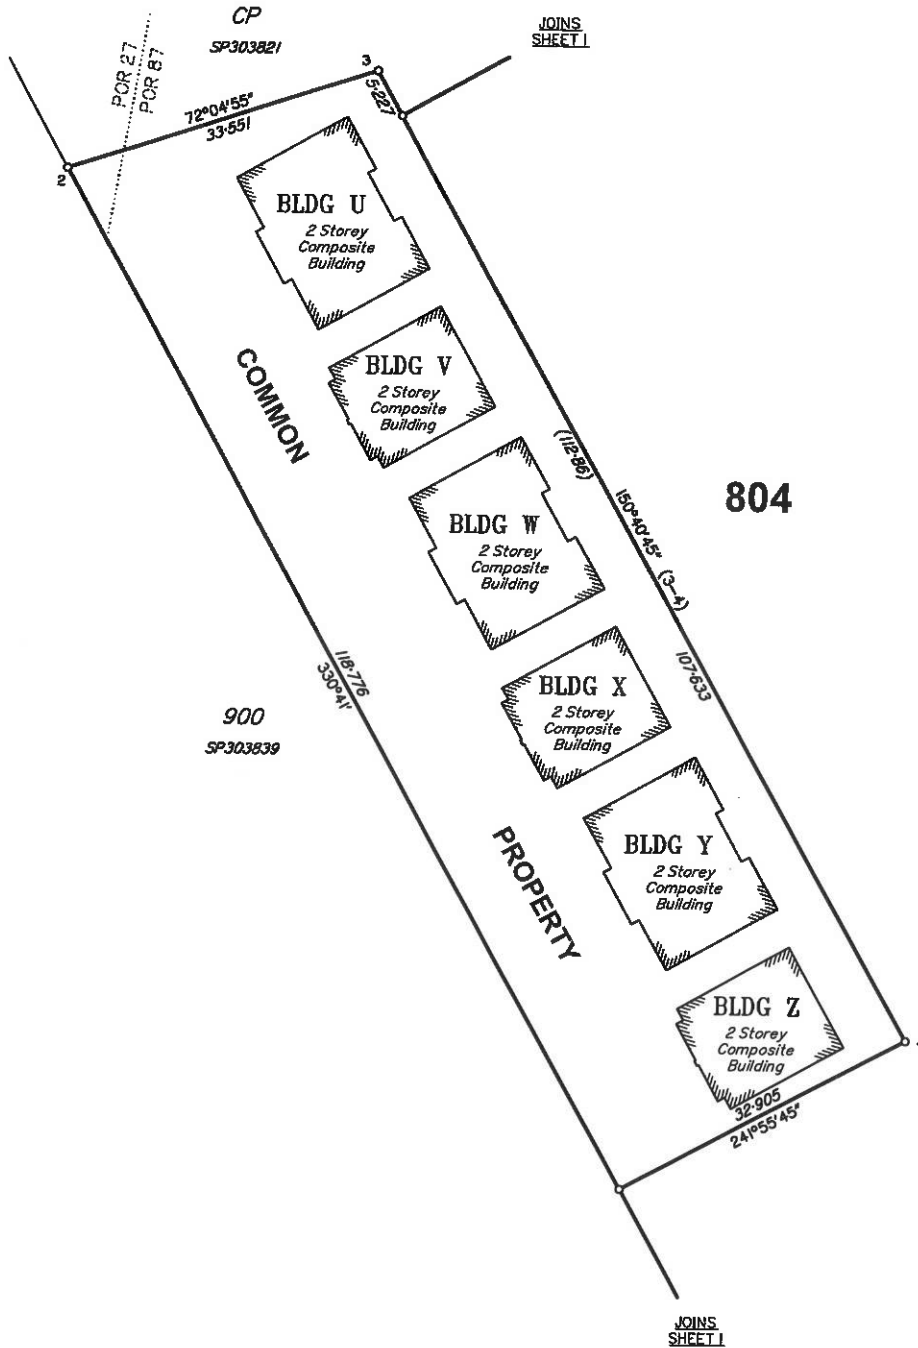 CP
SP303821
JOINS
SHEET 1
POR 27
POR 87
3
72°04'55"
33·551
5·227
2
BLDG U
2 Storey
Composite
Building
COMMON
BLDG V
2 Storey
Composite
Building
(112·86)
150°40'45" (3–4)
804
BLDG W
2 Storey
Composite
Building
118·776
330°41'
107·633
BLDG X
2 Storey
Composite
Building
900
SP303839
PROPERTY
BLDG Y
2 Storey
Composite
Building
BLDG Z
2 Storey
Composite
Building
32·905
241°55'45"
JOINS
SHEET 1